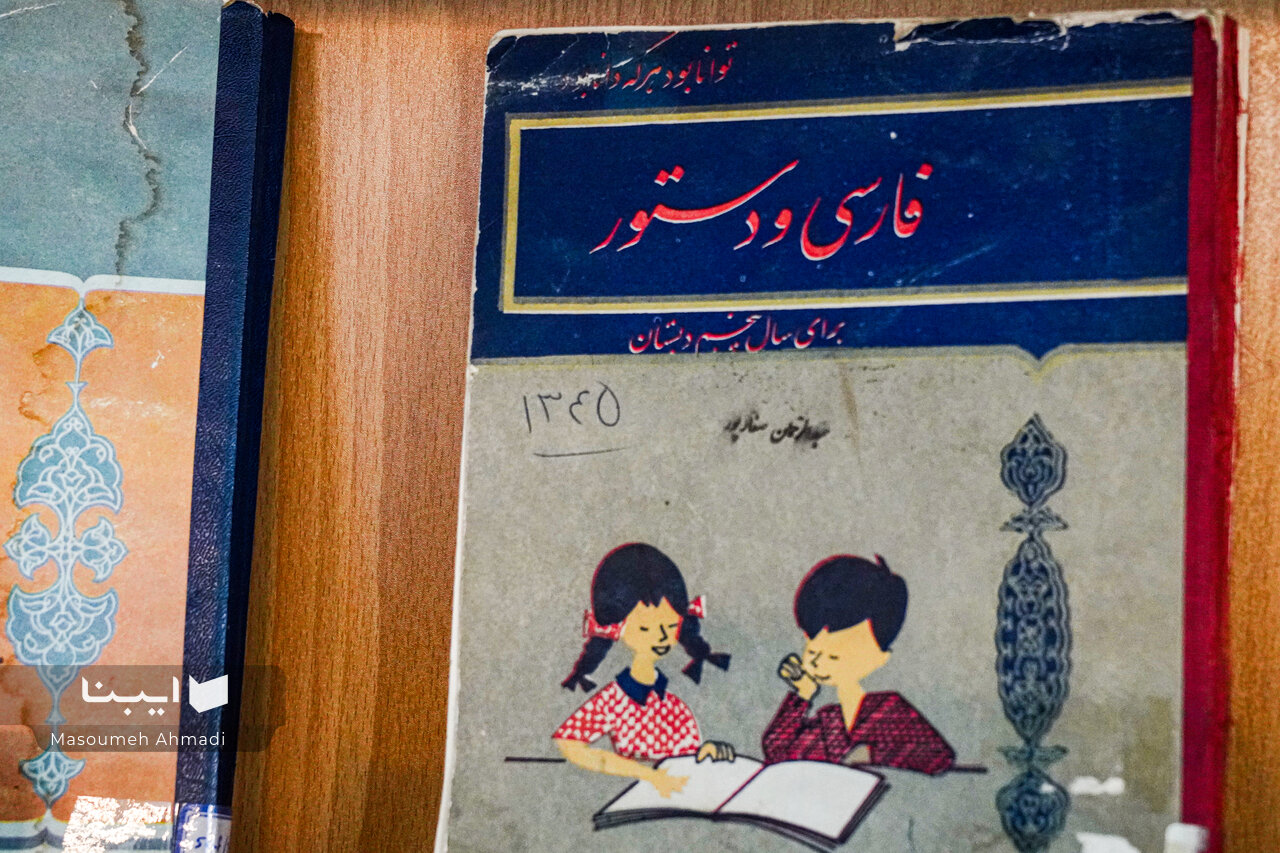 توانا بود هر که دانا بود
فارسی و دستور
برای سال پنجم دبستان
۱۳۴۵
ایبنا
Masoumeh Ahmadi